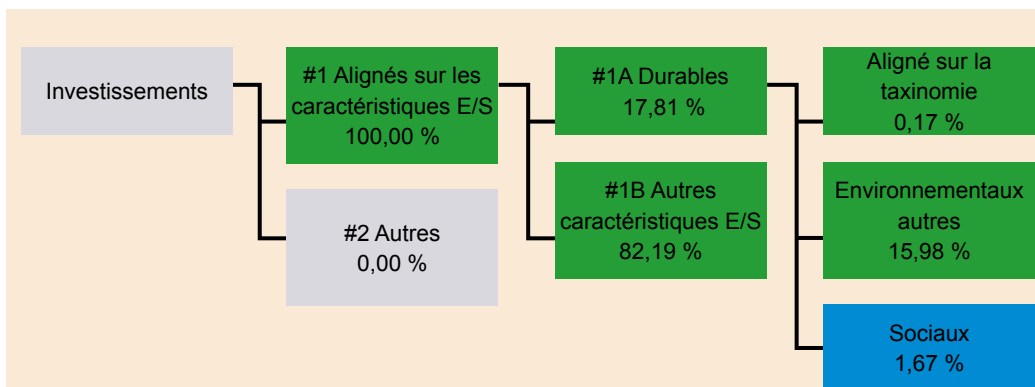 Investissements
#1 Alignés sur les
caractéristiques E/S
100,00 %
#2 Autres
0,00 %
#1A Durables
17,81 %
#1B Autres
caractéristiques E/S
82,19 %
Aligné sur la
taxinomie
0,17 %
Environnementaux
autres
15,98 %
Sociaux
1,67 %